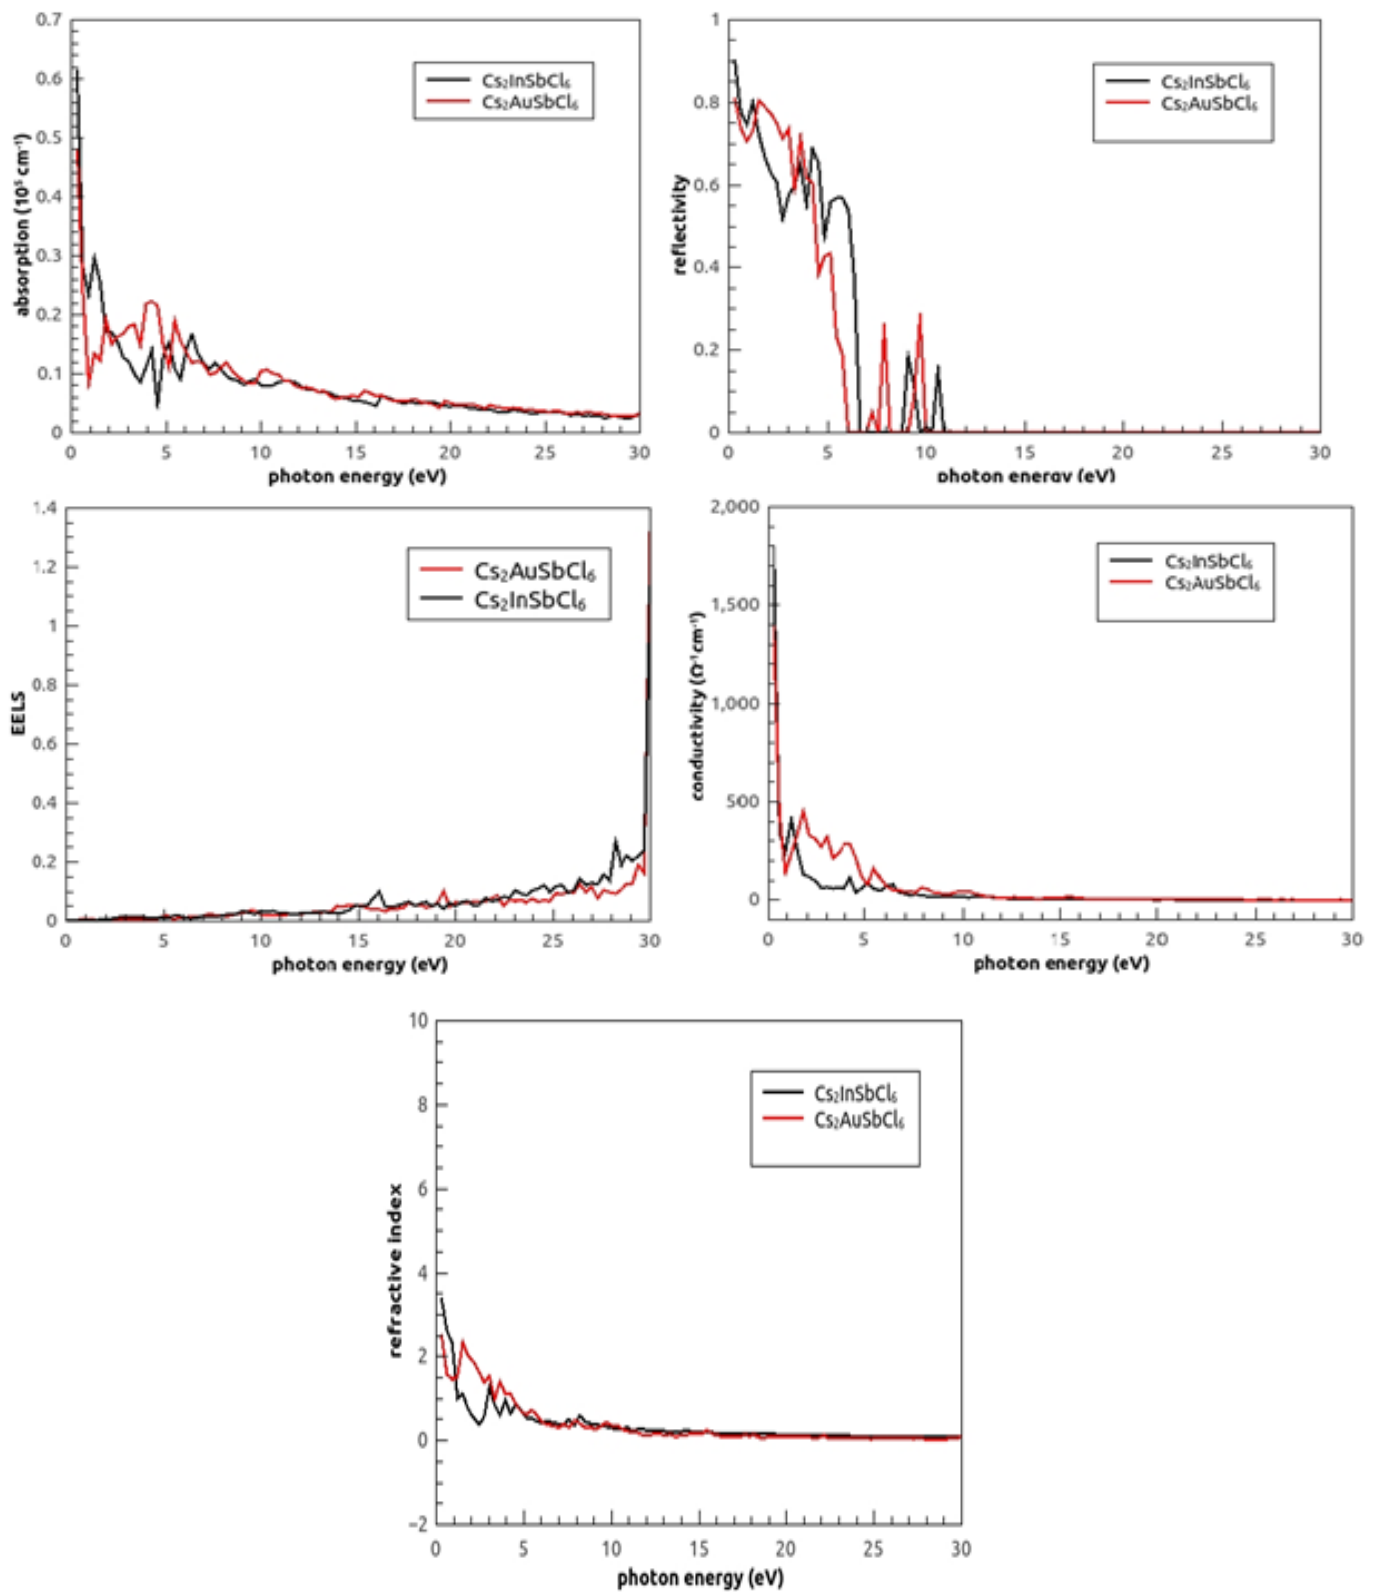 0.7
0.6
0.5
0.4
0.3
0.2
0.1
0
absorption (10⁵ cm⁻¹)
Cs₂InSbCl₆
Cs₂AuSbCl₆
0 5 10 15 20 25 30
photon energy (eV)
1
0.8
0.6
0.4
0.2
0
reflectivity
Cs₂InSbCl₆
Cs₂AuSbCl₆
0 5 10 15 20 25 30
photon energy (eV)
1.4
1.2
1
0.8
0.6
0.4
0.2
0
EELS
Cs₂AuSbCl₆
Cs₂InSbCl₆
0 5 10 15 20 25 30
photon energy (eV)
2,000
1,500
1,000
500
0
conductivity (Ω⁻¹cm⁻¹)
Cs₂InSbCl₆
Cs₂AuSbCl₆
0 5 10 15 20 25 30
photon energy (eV)
10
8
6
4
2
0
−2
refractive index
Cs₂InSbCl₆
Cs₂AuSbCl₆
0 5 10 15 20 25 30
photon energy (eV)